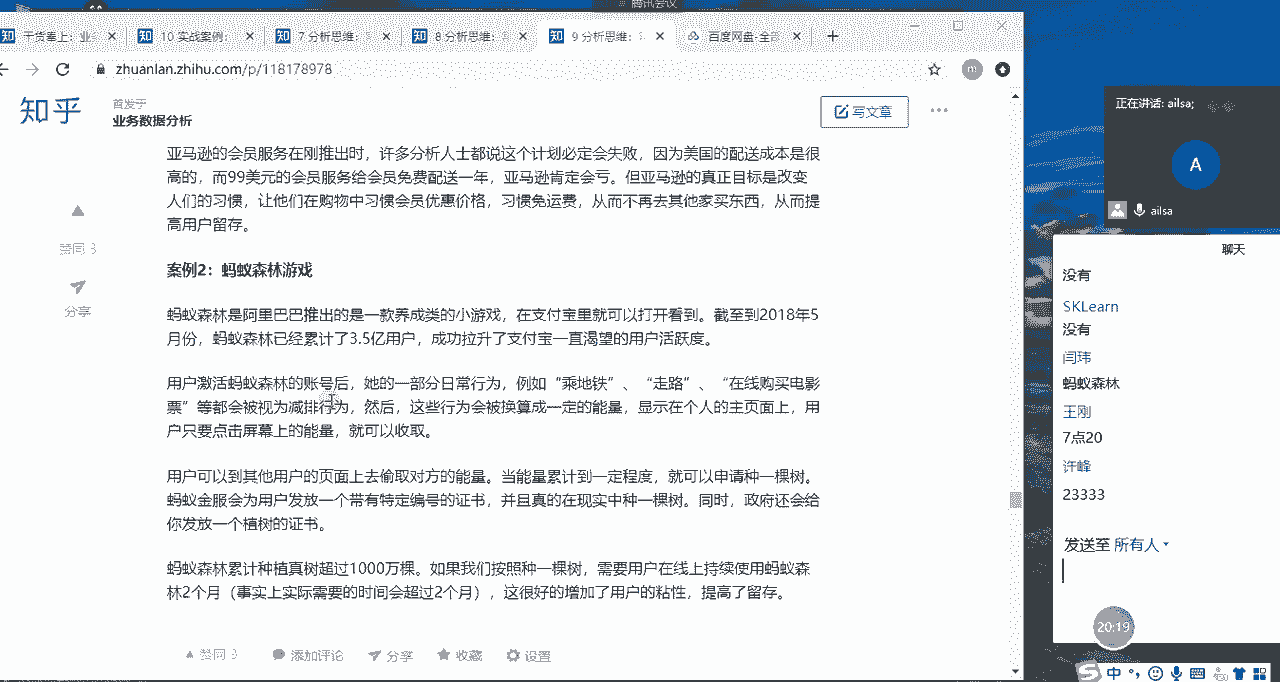 腾讯会议
干货奉上：业
10 实战案例：
7 分析思维：
8 分析思维：
9 分析思维：
百度网盘-全部
zhuanlan.zhihu.com/p/118178978
m
知乎
首发于
业务数据分析
写文章
亚马逊的会员服务在刚推出时，许多分析人士都说这个计划必定会失败，因为美国的配送成本是很
高的，而99美元的会员服务给会员免费配送一年，亚马逊肯定会亏。但亚马逊的真正目标是改变
人们的习惯，让他们在购物中习惯会员优惠价格，习惯免运费，从而不再去其他家买东西，从而提
高用户留存。
赞同 3
分享
案例2：蚂蚁森林游戏
蚂蚁森林是阿里巴巴推出的是一款养成类的小游戏，在支付宝里就可以打开看到。截至到2018年5
月份，蚂蚁森林已经累计了3.5亿用户，成功拉升了支付宝一直渴望的用户活跃度。
用户激活蚂蚁森林的账号后，她的一部分日常行为，例如“乘地铁”、“走路”、“在线购买电影
票”等都会被视为减排行为，然后，这些行为会被换算成一定的能量，显示在个人的主页面上，用
户只要点击屏幕上的能量，就可以收取。
用户可以到其他用户的页面上去偷取对方的能量。当能量累计到一定程度，就可以申请种一棵树。
蚂蚁金服会为用户发放一个带有特定编号的证书，并且真的在现实中种一棵树。同时，政府还会给
你发放一个植树的证书。
蚂蚁森林累计种植真树超过1000万棵。如果我们按照种一棵树，需要用户在线上持续使用蚂蚁森
林2个月（事实上实际需要的时间会超过2个月），这很好的增加了用户的粘性，提高了留存。
赞同 3
添加评论
分享
收藏
设置
正在讲话: ailsa;
A
ailsa
聊天
没有
SKLearn
没有
闫玮
蚂蚁森林
王刚
7点20
许峰
23333
发送至 所有人
20:19
S 中